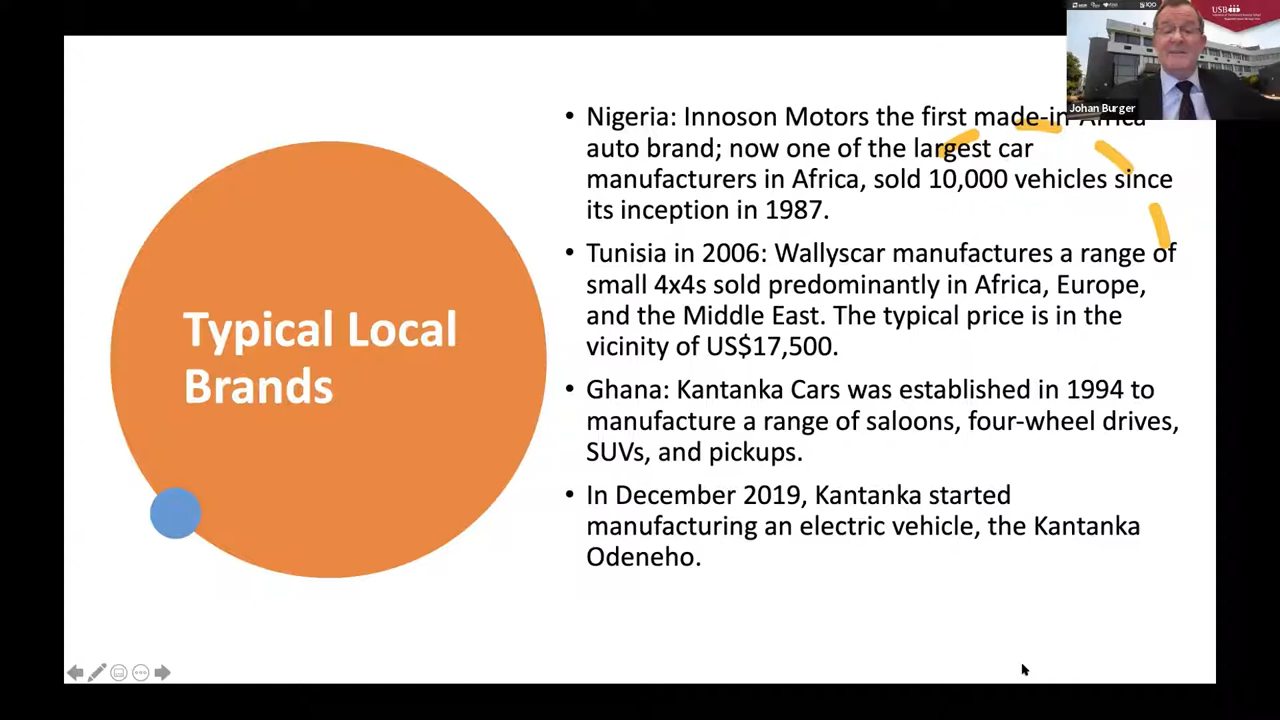 USB
Johan Burger
Typical Local
Brands
• Nigeria: Innoson Motors the first made-in-Africa
auto brand; now one of the largest car
manufacturers in Africa, sold 10,000 vehicles since
its inception in 1987.
• Tunisia in 2006: Wallyscar manufactures a range of
small 4x4s sold predominantly in Africa, Europe,
and the Middle East. The typical price is in the
vicinity of US$17,500.
• Ghana: Kantanka Cars was established in 1994 to
manufacture a range of saloons, four-wheel drives,
SUVs, and pickups.
• In December 2019, Kantanka started
manufacturing an electric vehicle, the Kantanka
Odeneho.